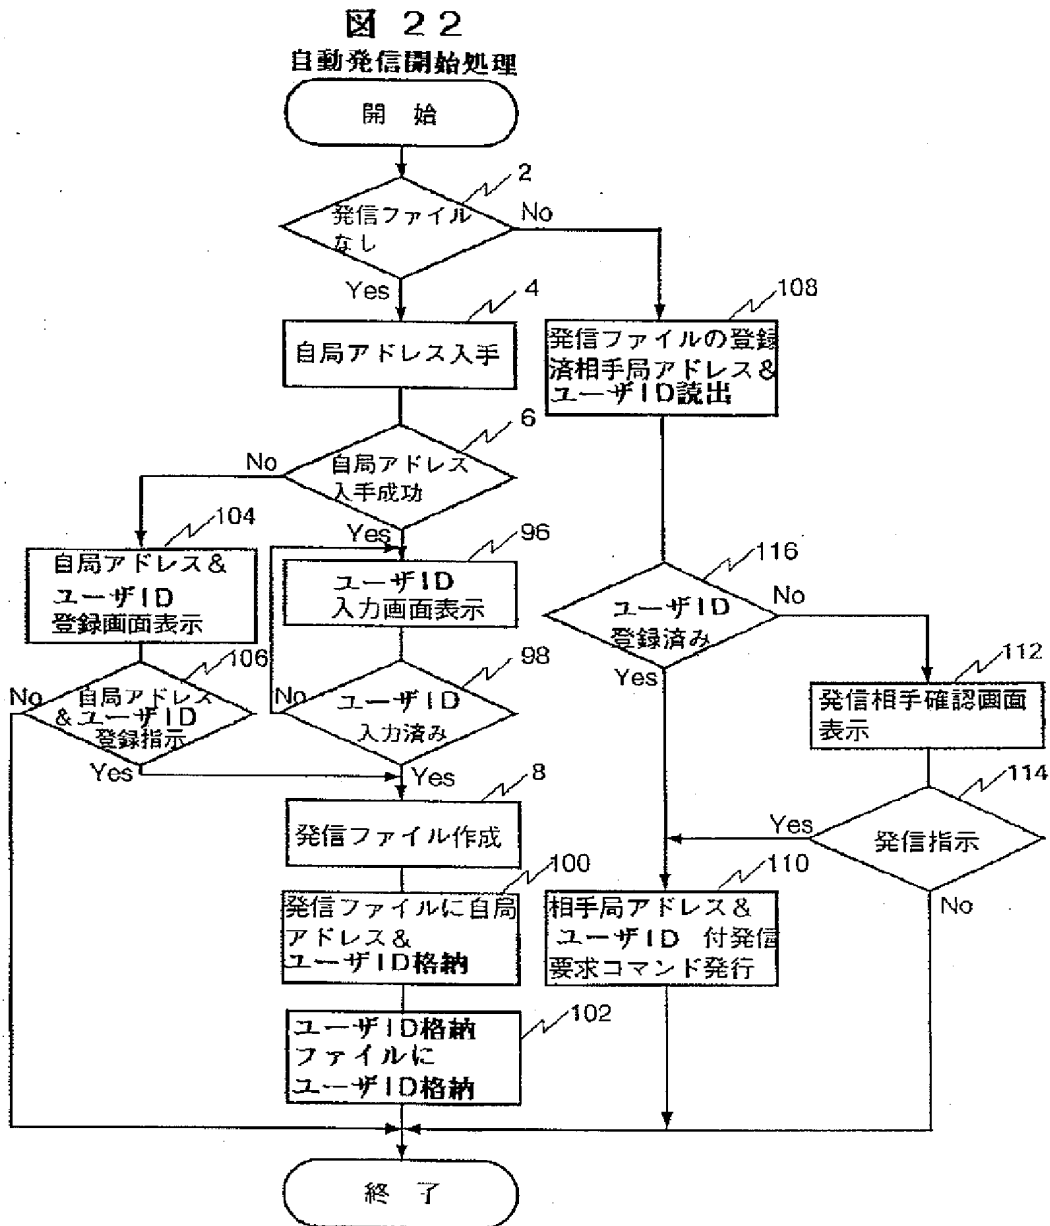 図 22
自動発信開始処理
開 始
2
発信ファイル
なし
No
Yes
4
自局アドレス入手
108
発信ファイルの登録
済相手局アドレス＆
ユーザID読出
6
自局アドレス
入手成功
No
Yes
104
自局アドレス＆
ユーザID
登録画面表示
96
ユーザID
入力画面表示
116
ユーザID
登録済み
No
Yes
106
自局アドレス
＆ユーザID
登録指示
No
Yes
98
ユーザID
入力済み
No
Yes
112
発信相手確認画面
表示
8
発信ファイル作成
114
発信指示
Yes
No
100
発信ファイルに自局
アドレス＆
ユーザID格納
110
相手局アドレス＆
ユーザID 付発信
要求コマンド発行
102
ユーザID格納
ファイルに
ユーザID格納
終 了